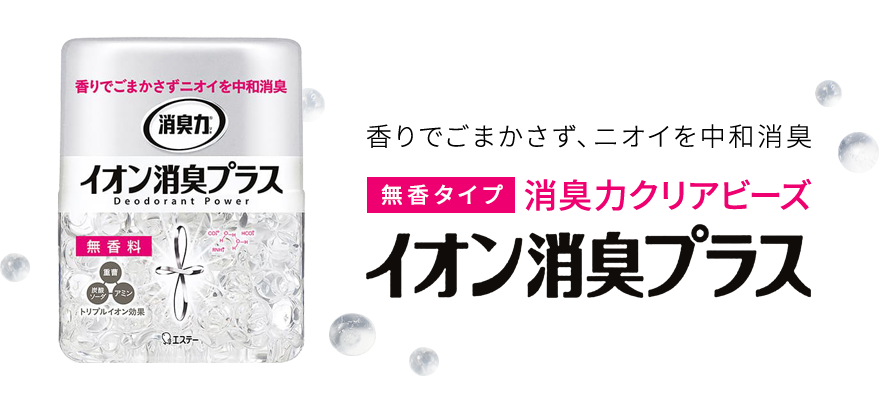 香りでごまかさずニオイを中和消臭
消臭力
イオン消臭プラス
Deodorant Power
無香料
重曹
炭酸
ソーダ
アミン
トリプルイオン効果
エステー
香りでごまかさず、ニオイを中和消臭
無香タイプ 消臭力クリアビーズ
イオン消臭プラス